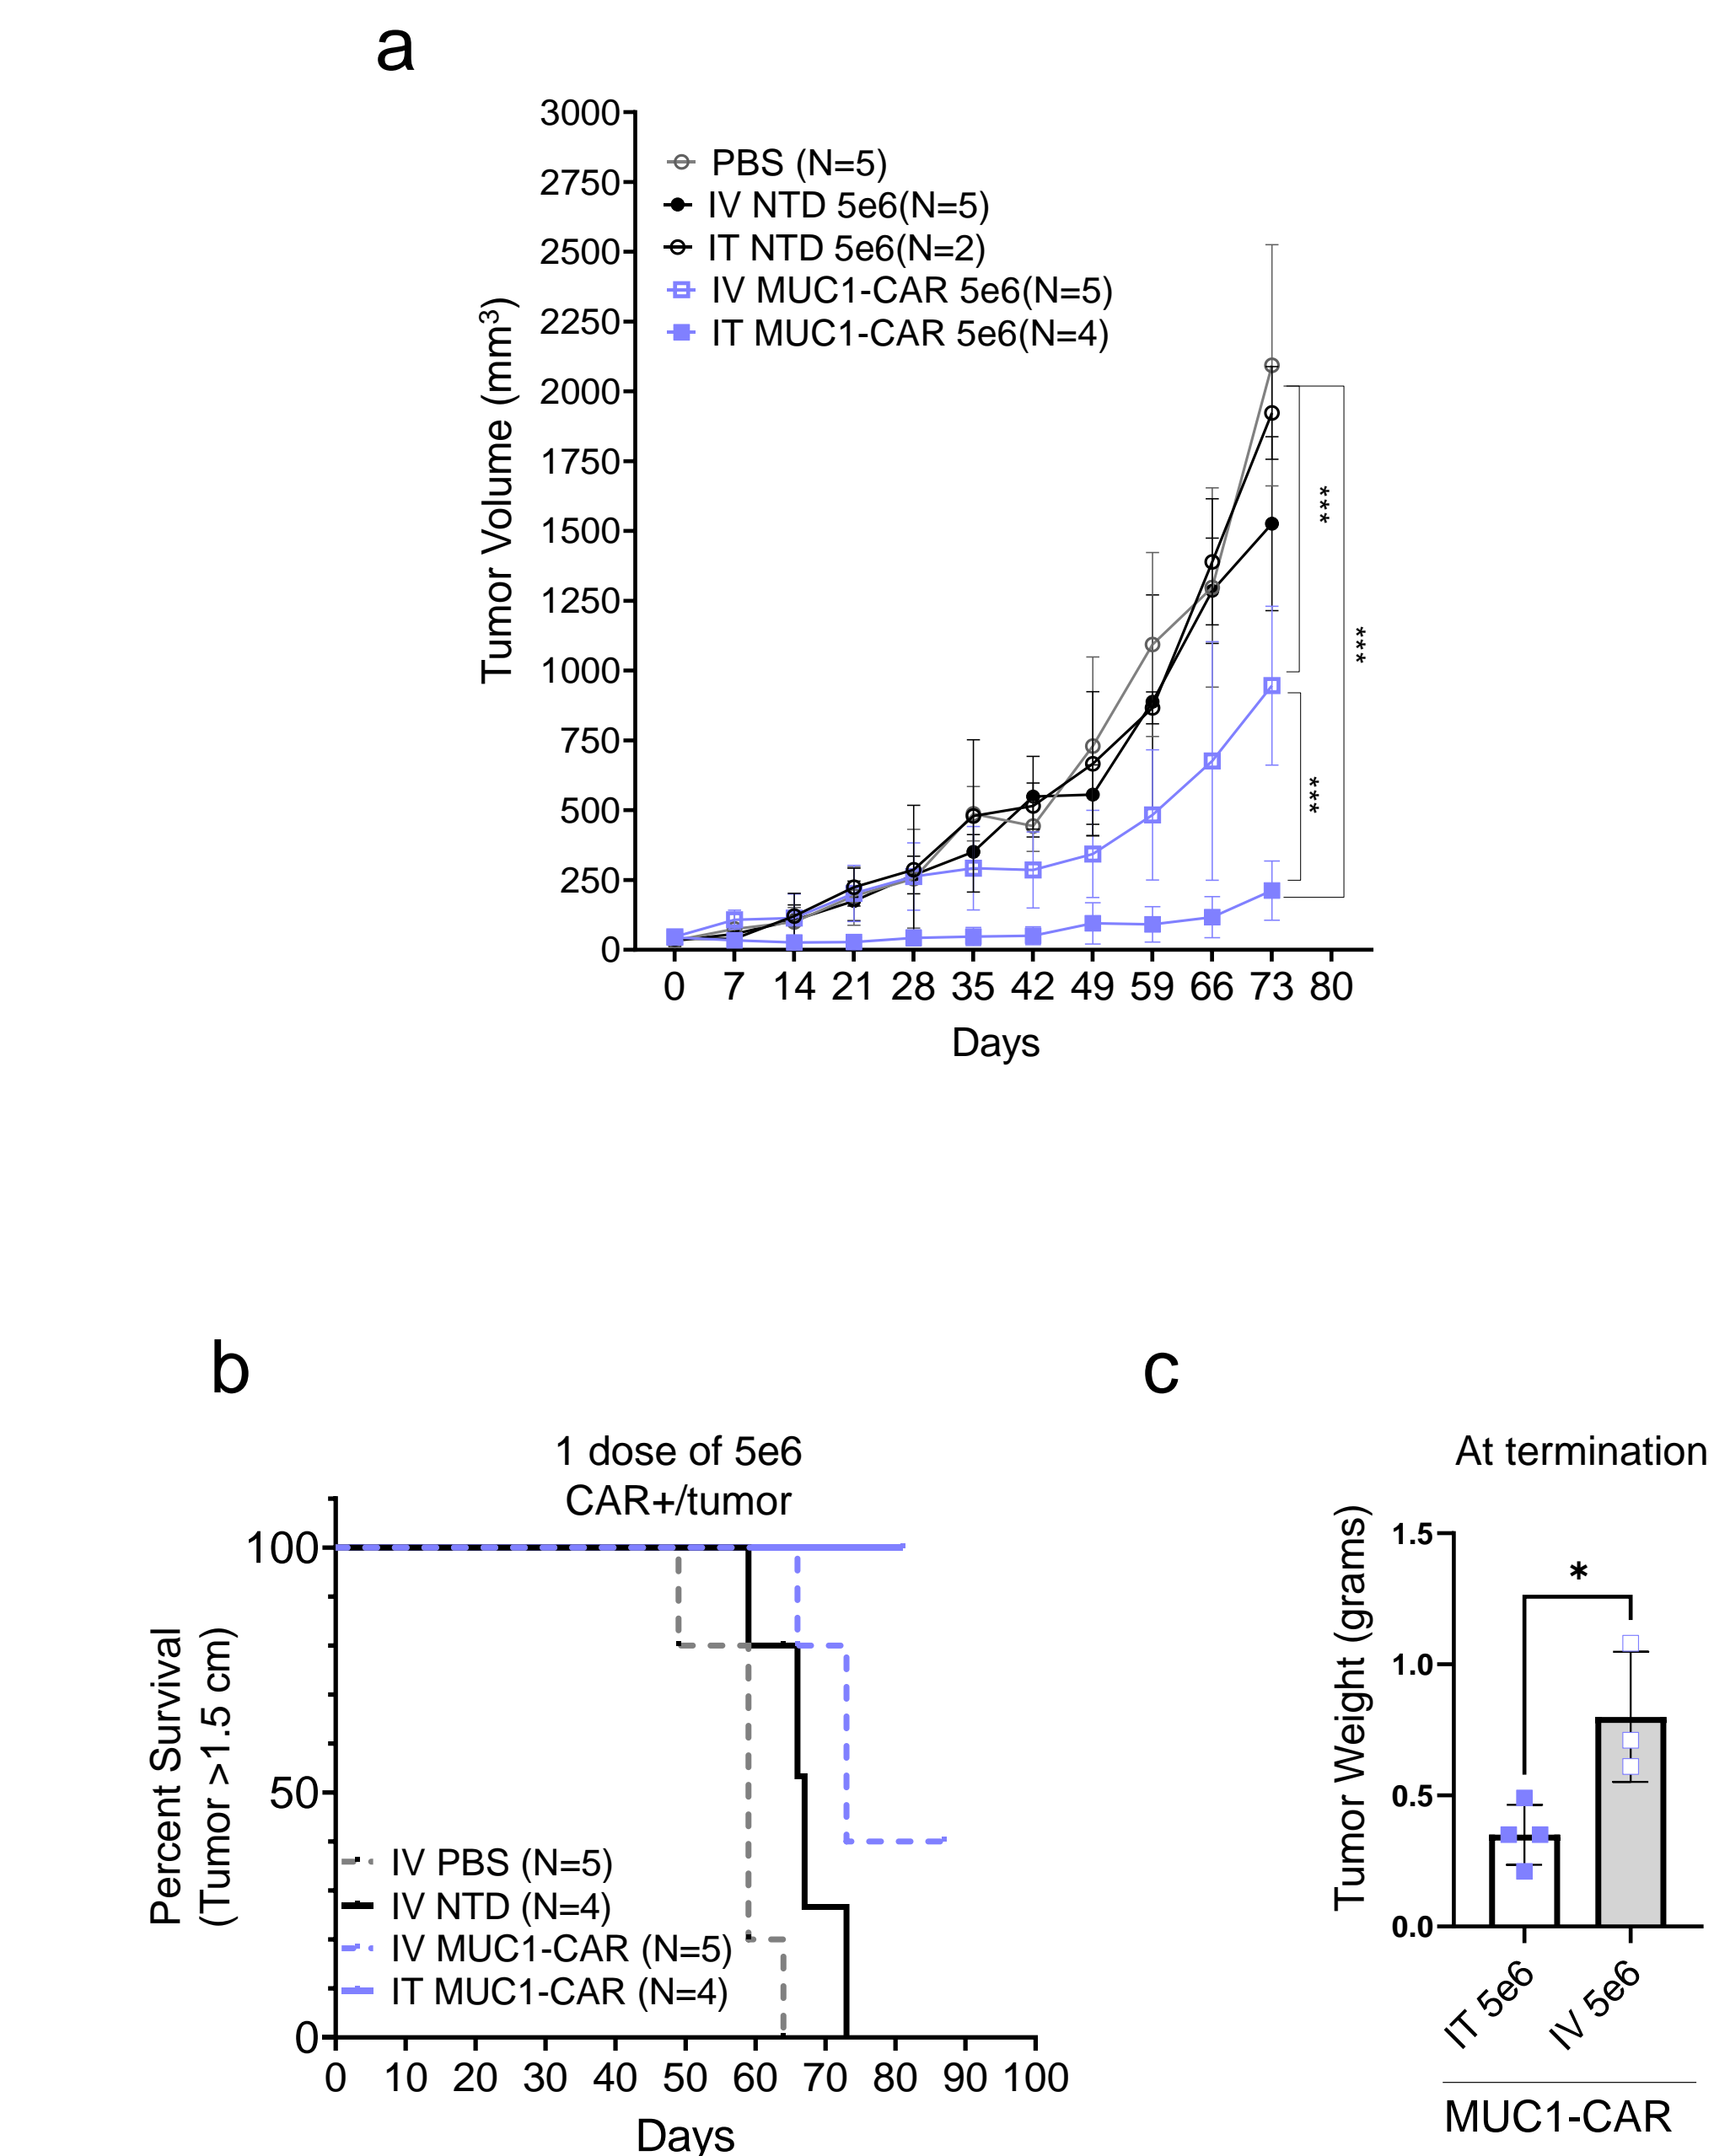 a
3000
2750
2500
2250
2000
1750
1500
1250
1000
750
500
250
0
Tumor Volume (mm³)
PBS (N=5)
IV NTD 5e6(N=5)
IT NTD 5e6(N=2)
IV MUC1-CAR 5e6(N=5)
IT MUC1-CAR 5e6(N=4)
***
***
***
0 7 14 21 28 35 42 49 59 66 73 80
Days
b
1 dose of 5e6
CAR+/tumor
100
50
0
Percent Survival
(Tumor >1.5 cm)
IV PBS (N=5)
IV NTD (N=4)
IV MUC1-CAR (N=5)
IT MUC1-CAR (N=4)
0 10 20 30 40 50 60 70 80 90 100
Days
c
At termination
1.5
1.0
0.5
0.0
Tumor Weight (grams)
*
IT 5e6
IV 5e6
MUC1-CAR